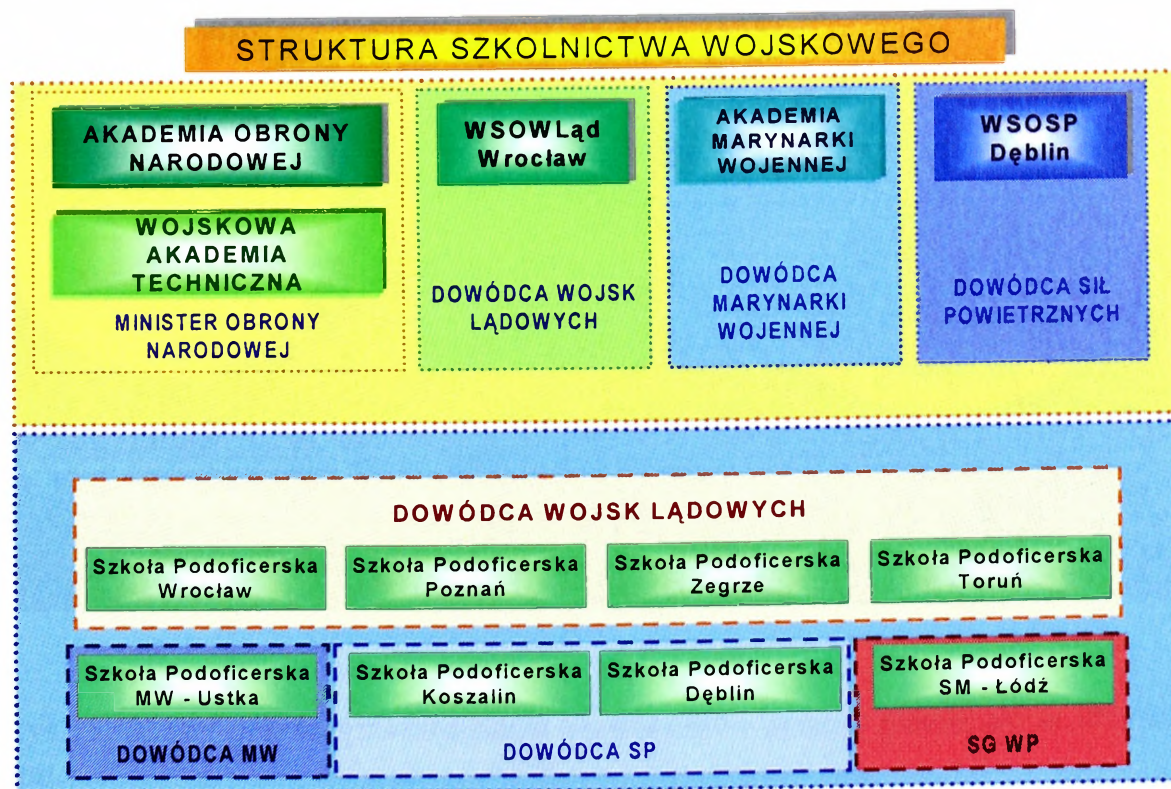 STRUKTURA SZKOLNICTWA WOJSKOWEGO
AKADEMIA OBRONY
NARODOWEJ
WOJSKOWA
AKADEMIA
TECHNICZNA
MINISTER OBRONY
NARODOWEJ
WSOWLąd
Wrocław
DOWÓDCA WOJSK
LĄDOWYCH
AKADEMIA
MARYNARKI
WOJENNEJ
DOWÓDCA
MARYNARKI
WOJENNEJ
WSOSP
Dęblin
DOWÓDCA SIŁ
POWIETRZNYCH
DOWÓDCA WOJSK LĄDOWYCH
Szkoła Podoficerska
Wrocław
Szkoła Podoficerska
Poznań
Szkoła Podoficerska
Zegrze
Szkoła Podoficerska
Toruń
Szkoła Podoficerska
MW - Ustka
DOWÓDCA MW
Szkoła Podoficerska
Koszalin
Szkoła Podoficerska
Dęblin
DOWÓDCA SP
Szkoła Podoficerska
SM - Łódź
SG WP